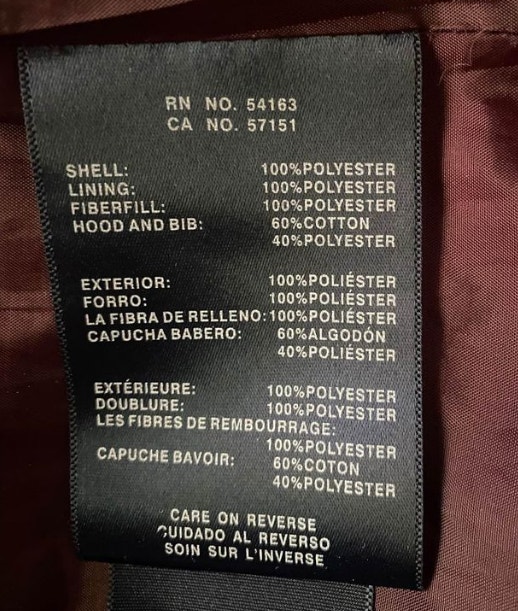 RN NO. 54163
CA NO. 57151
SHELL: 100%POLYESTER
LINING: 100%POLYESTER
FIBERFILL: 100%POLYESTER
HOOD AND BIB: 60%COTTON
40%POLYESTER
EXTERIOR: 100%POLIÉSTER
FORRO: 100%POLIÉSTER
LA FIBRA DE RELLENO: 100%POLIÉSTER
CAPUCHA BABERO: 60%ALGODÓN
40%POLIÉSTER
EXTÉRIEURE: 100%POLYESTER
DOUBLURE: 100%POLYESTER
LES FIBRES DE REMBOURRAGE:
100%POLYESTER
CAPUCHE BAVOIR: 60%COTON
40%POLYESTER
CARE ON REVERSE
CUIDADO AL REVERSO
SOIN SUR L'INVERSE